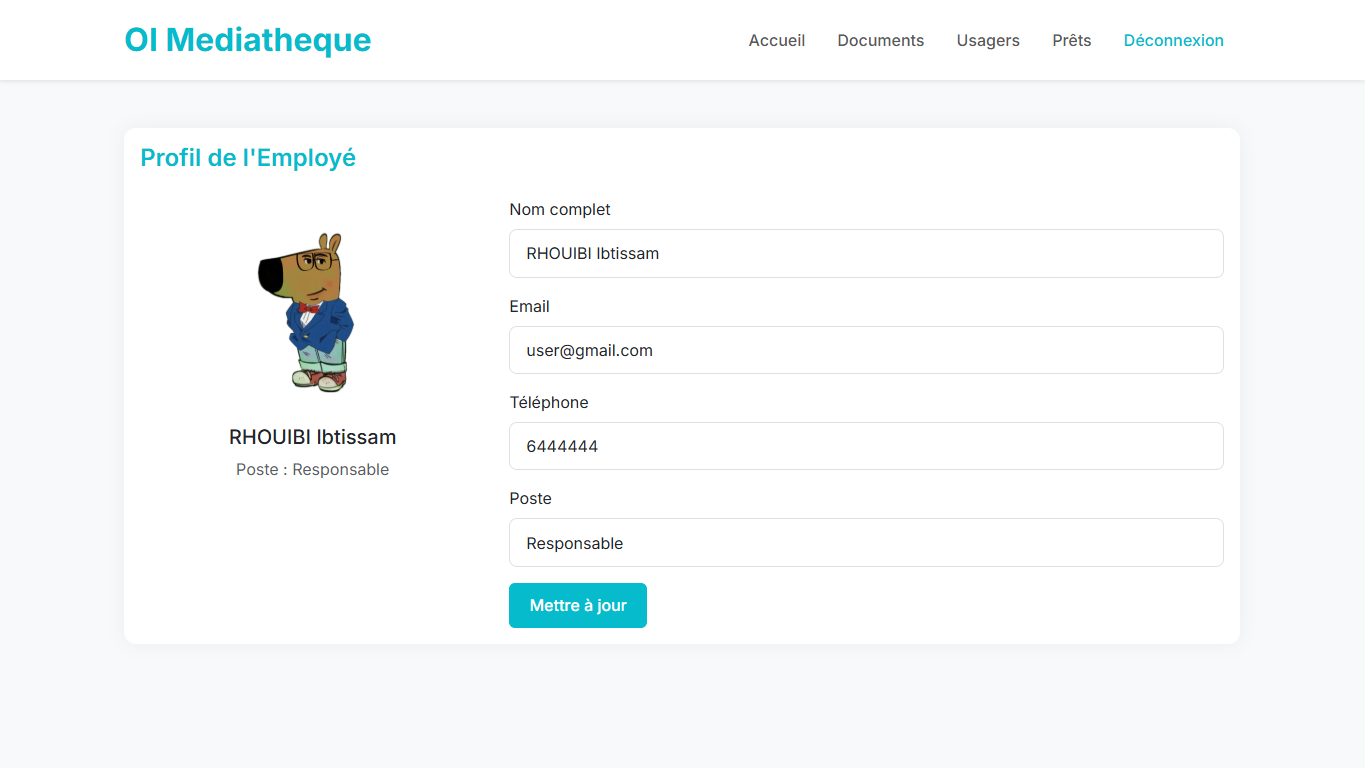 OI Mediatheque
Accueil Documents Usagers Prêts Déconnexion
Profil de l'Employé
RHOUIBI Ibtissam
Poste : Responsable
Nom complet
RHOUIBI Ibtissam
Email
user@gmail.com
Téléphone
6444444
Poste
Responsable
Mettre à jour